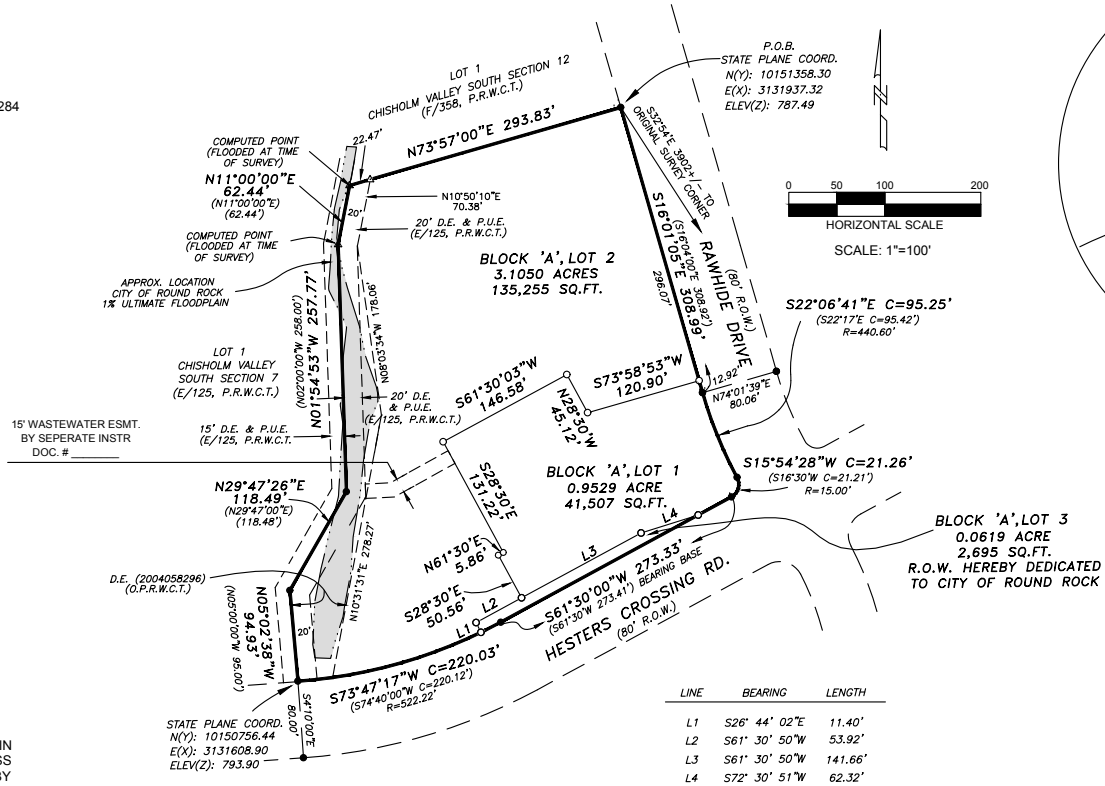 284
LOT 1
CHISHOLM VALLEY SOUTH SECTION 12
(F/358, P.R.W.C.T.)
P.O.B.
STATE PLANE COORD.
N(Y): 10151358.30
E(X): 3131937.32
ELEV(Z): 787.49
N
22.47'
N73°57'00"E 293.83'
S32°54'E 3902+/- TO
ORIGINAL SURVEY CORNER
COMPUTED POINT
(FLOODED AT TIME
OF SURVEY)
N11°00'00"E
62.44'
(N11°00'00"E)
(62.44')
20'
N10°50'10"E
70.38'
20' D.E. & P.U.E.
(E/125, P.R.W.C.T.)
COMPUTED POINT
(FLOODED AT TIME
OF SURVEY)
APPROX. LOCATION
CITY OF ROUND ROCK
1% ULTIMATE FLOODPLAIN
0 50 100 200
HORIZONTAL SCALE
SCALE: 1"=100'
BLOCK 'A', LOT 2
3.1050 ACRES
135,255 SQ.FT.
S16°01'05"E 308.99'
(S16°04'00"E 308.92')
296.07'
RAWHIDE DRIVE
(80' R.O.W.)
S22°06'41"E C=95.25'
(S22°17'E C=95.42')
R=440.60'
N01°54'53"W 257.77'
(N02°00'00"W 258.00')
N08°03'34"W 178.06'
LOT 1
CHISHOLM VALLEY
SOUTH SECTION 7
(E/125, P.R.W.C.T.)
S61°30'03"W
146.58'
S73°58'53"W
120.90'
N28°30'W
45.12'
12.92'
N74°01'39"E
80.06'
20' D.E.
& P.U.E.
(E/125, P.R.W.C.T.)
15' D.E. & P.U.E.
(E/125, P.R.W.C.T.
15' WASTEWATER ESMT.
BY SEPERATE INSTR
DOC. # ______
S28°30'E
131.22'
BLOCK 'A', LOT 1
0.9529 ACRE
41,507 SQ.FT.
S15°54'28"W C=21.26'
(S16°30'W C=21.21')
R=15.00'
N29°47'26"E
118.49'
(N29°47'00"E)
(118.48')
N10°31'31"E 278.27'
L4
L3
BLOCK 'A', LOT 3
0.0619 ACRE
2,695 SQ.FT.
R.O.W. HEREBY DEDICATED
TO CITY OF ROUND ROCK
N61°30'E
5.86'
D.E. (2004058296)
(O.P.R.W.C.T.)
S28°30'E
50.56'
L2
L1
S61°30'00"W 273.33'
(S61°30'W 273.41') BEARING BASE
HESTERS CROSSING RD.
(80' R.O.W.)
N05°02'38"W
94.93'
(N05°00'00"W 95.00')
20'
S73°47'17"W C=220.03'
(S74°40'00"W C=220.12')
R=522.22'
S4°10'00"E
80.00'
STATE PLANE COORD.
N(Y): 10150756.44
E(X): 3131608.90
ELEV(Z): 793.90
IN
SS
BY
LINE BEARING LENGTH
L1 S26° 44' 02"E 11.40'
L2 S61° 30' 50"W 53.92'
L3 S61° 30' 50"W 141.66'
L4 S72° 30' 51"W 62.32'